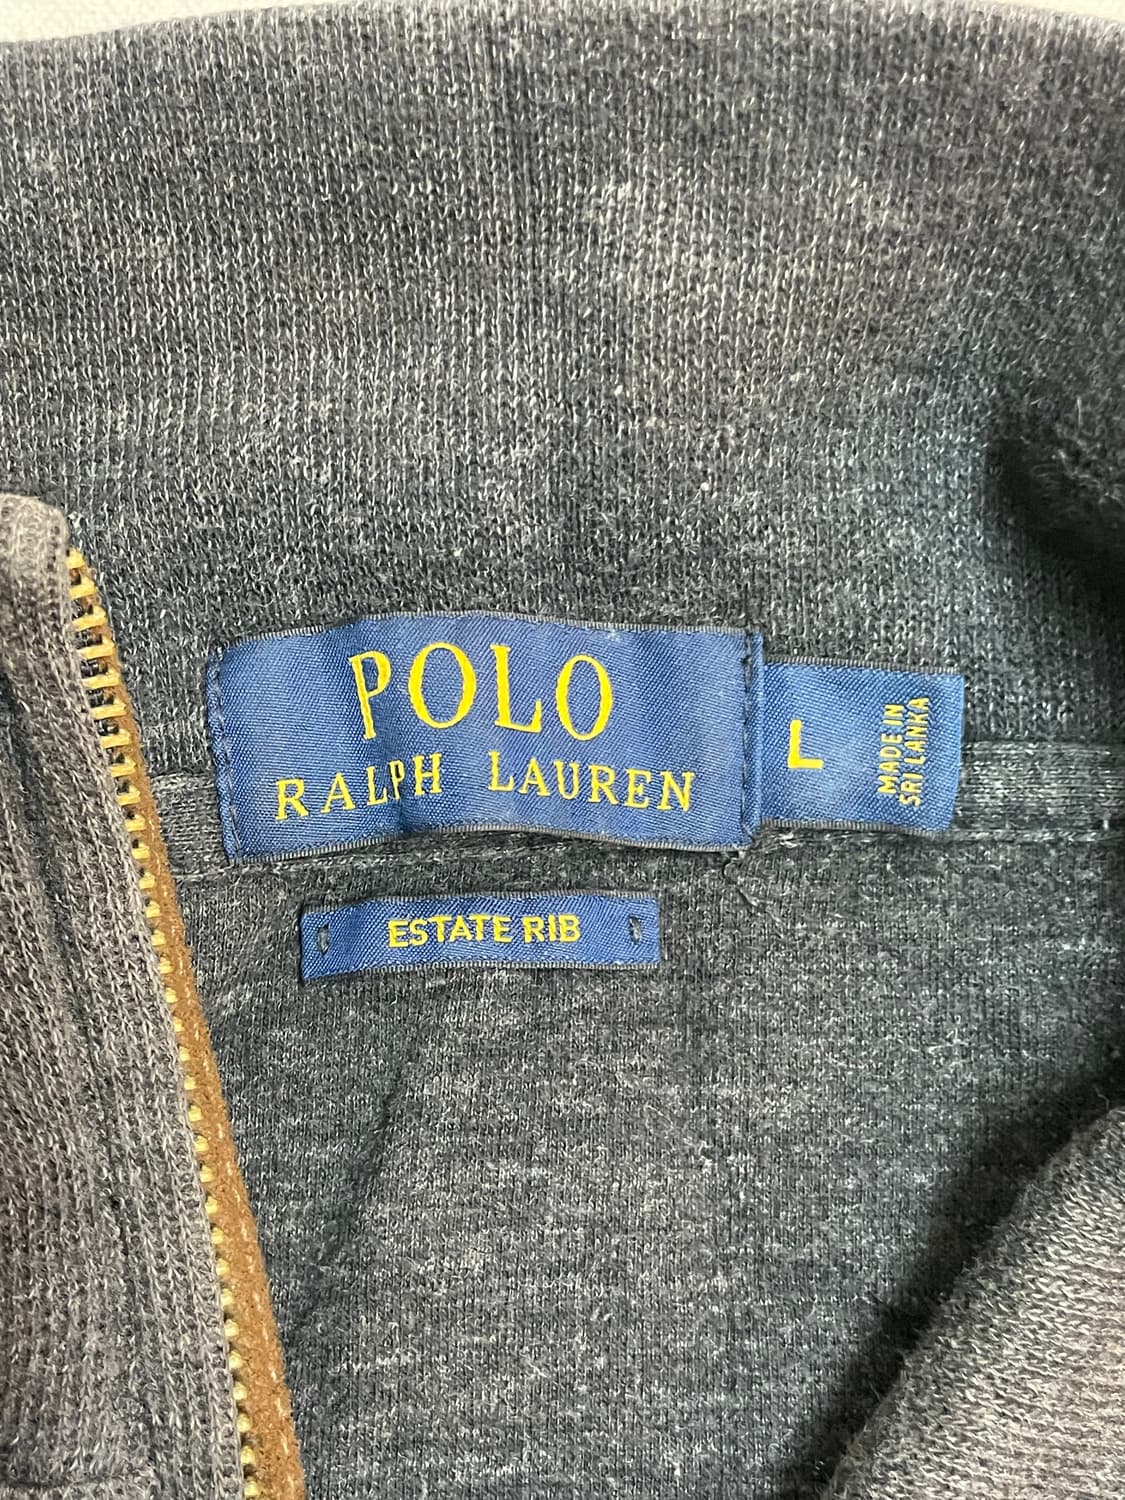 POLO
RALPH LAUREN
L
MADE IN
SRI LANKA
ESTATE RIB